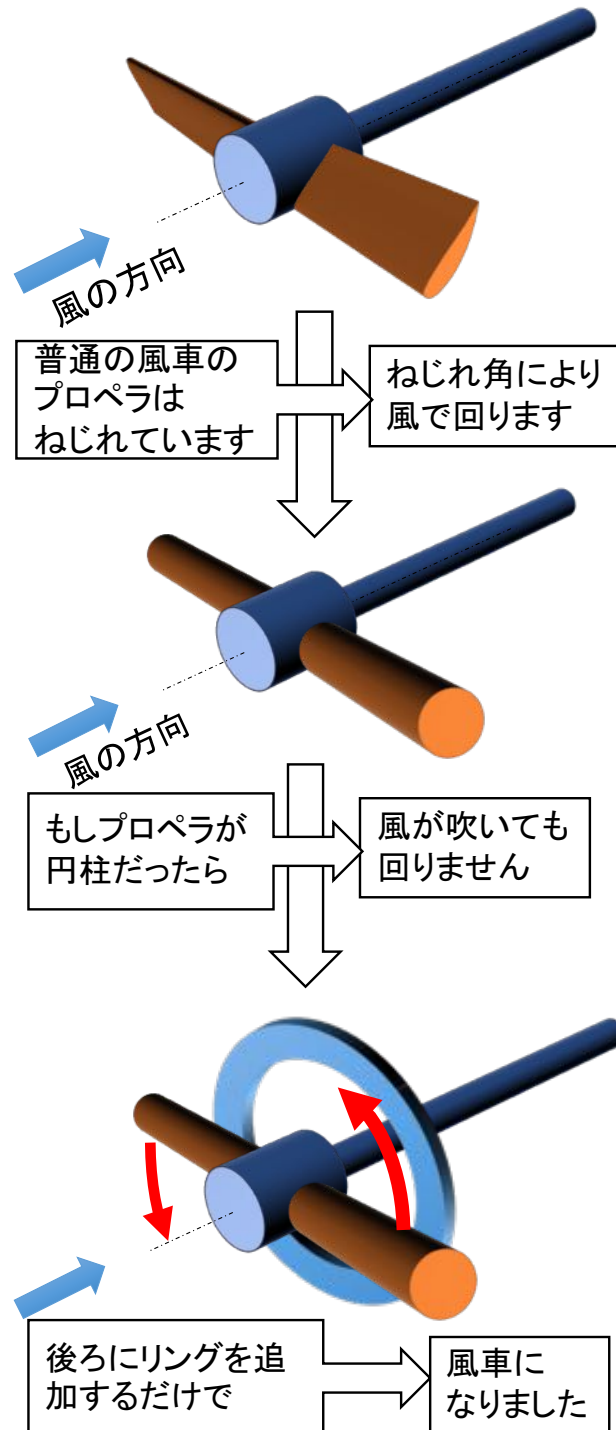 風の方向
普通の風車の
プロペラは
ねじれています
ねじれ角により
風で回ります
風の方向
もしプロペラが
円柱だったら
風が吹いても
回りません
後ろにリングを追
加するだけで
風車に
なりました